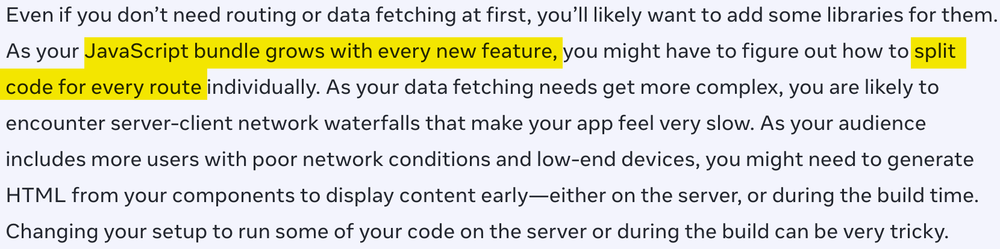 Even if you don’t need routing or data fetching at first, you’ll likely want to add some libraries for them.
As your JavaScript bundle grows with every new feature, you might have to figure out how to split
code for every route individually. As your data fetching needs get more complex, you are likely to
encounter server-client network waterfalls that make your app feel very slow. As your audience
includes more users with poor network conditions and low-end devices, you might need to generate
HTML from your components to display content early—either on the server, or during the build time.
Changing your setup to run some of your code on the server or during the build can be very tricky.